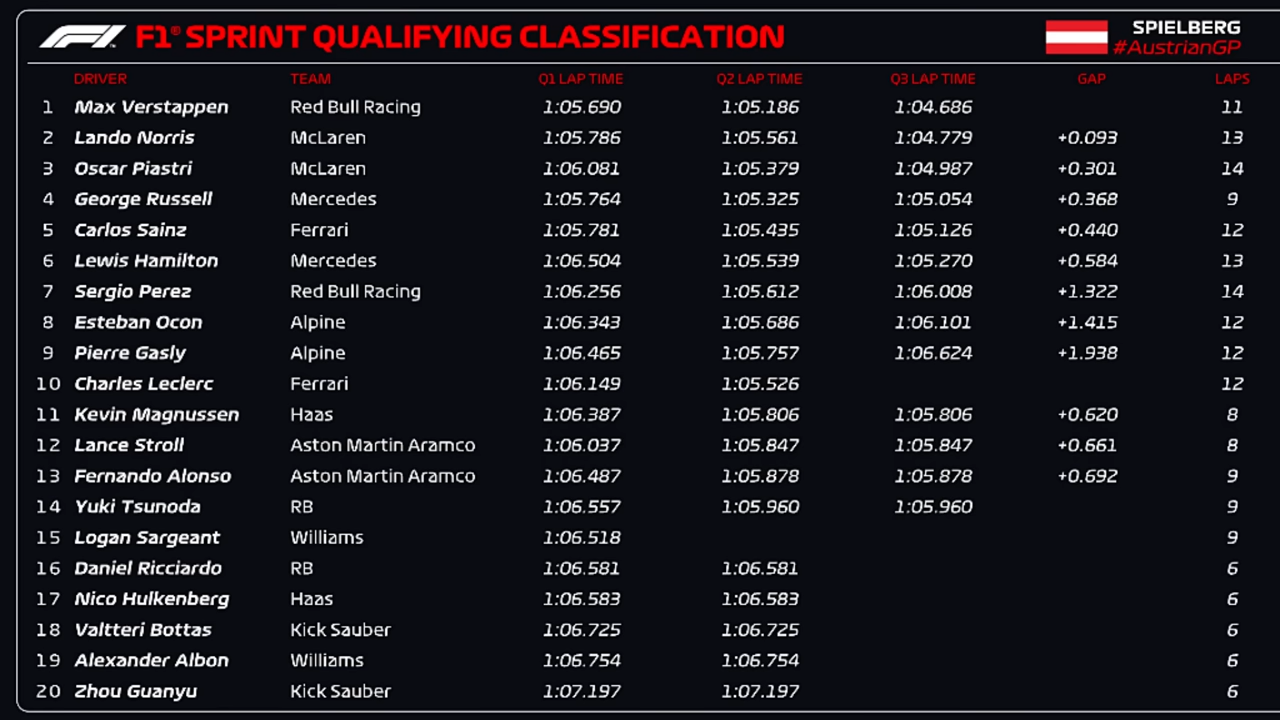 F1® SPRINT QUALIFYING CLASSIFICATION SPIELBERG
#AustrianGP
DRIVER TEAM Q1 LAP TIME Q2 LAP TIME Q3 LAP TIME GAP LAPS
1 Max Verstappen Red Bull Racing 1:05.690 1:05.186 1:04.686 11
2 Lando Norris McLaren 1:05.786 1:05.561 1:04.779 +0.093 13
3 Oscar Piastri McLaren 1:06.081 1:05.379 1:04.987 +0.301 14
4 George Russell Mercedes 1:05.764 1:05.325 1:05.054 +0.368 9
5 Carlos Sainz Ferrari 1:05.781 1:05.435 1:05.126 +0.440 12
6 Lewis Hamilton Mercedes 1:06.504 1:05.539 1:05.270 +0.584 13
7 Sergio Perez Red Bull Racing 1:06.256 1:05.612 1:06.008 +1.322 14
8 Esteban Ocon Alpine 1:06.343 1:05.686 1:06.101 +1.415 12
9 Pierre Gasly Alpine 1:06.465 1:05.757 1:06.624 +1.938 12
10 Charles Leclerc Ferrari 1:06.149 1:05.526 12
11 Kevin Magnussen Haas 1:06.387 1:05.806 1:05.806 +0.620 8
12 Lance Stroll Aston Martin Aramco 1:06.037 1:05.847 1:05.847 +0.661 8
13 Fernando Alonso Aston Martin Aramco 1:06.487 1:05.878 1:05.878 +0.692 9
14 Yuki Tsunoda RB 1:06.557 1:05.960 1:05.960 9
15 Logan Sargeant Williams 1:06.518 9
16 Daniel Ricciardo RB 1:06.581 1:06.581 6
17 Nico Hulkenberg Haas 1:06.583 1:06.583 6
18 Valtteri Bottas Kick Sauber 1:06.725 1:06.725 6
19 Alexander Albon Williams 1:06.754 1:06.754 6
20 Zhou Guanyu Kick Sauber 1:07.197 1:07.197 6